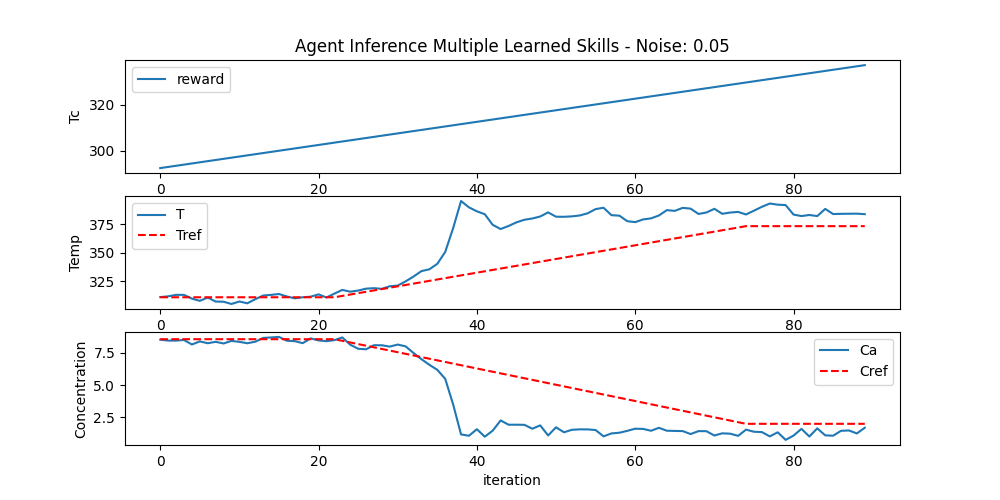 Agent Inference Multiple Learned Skills - Noise: 0.05
reward
Tc
320
300
0 20 40 60 80
T
Tref
Temp
375
350
325
0 20 40 60 80
Ca
Cref
Concentration
7.5
5.0
2.5
0 20 40 60 80
iteration